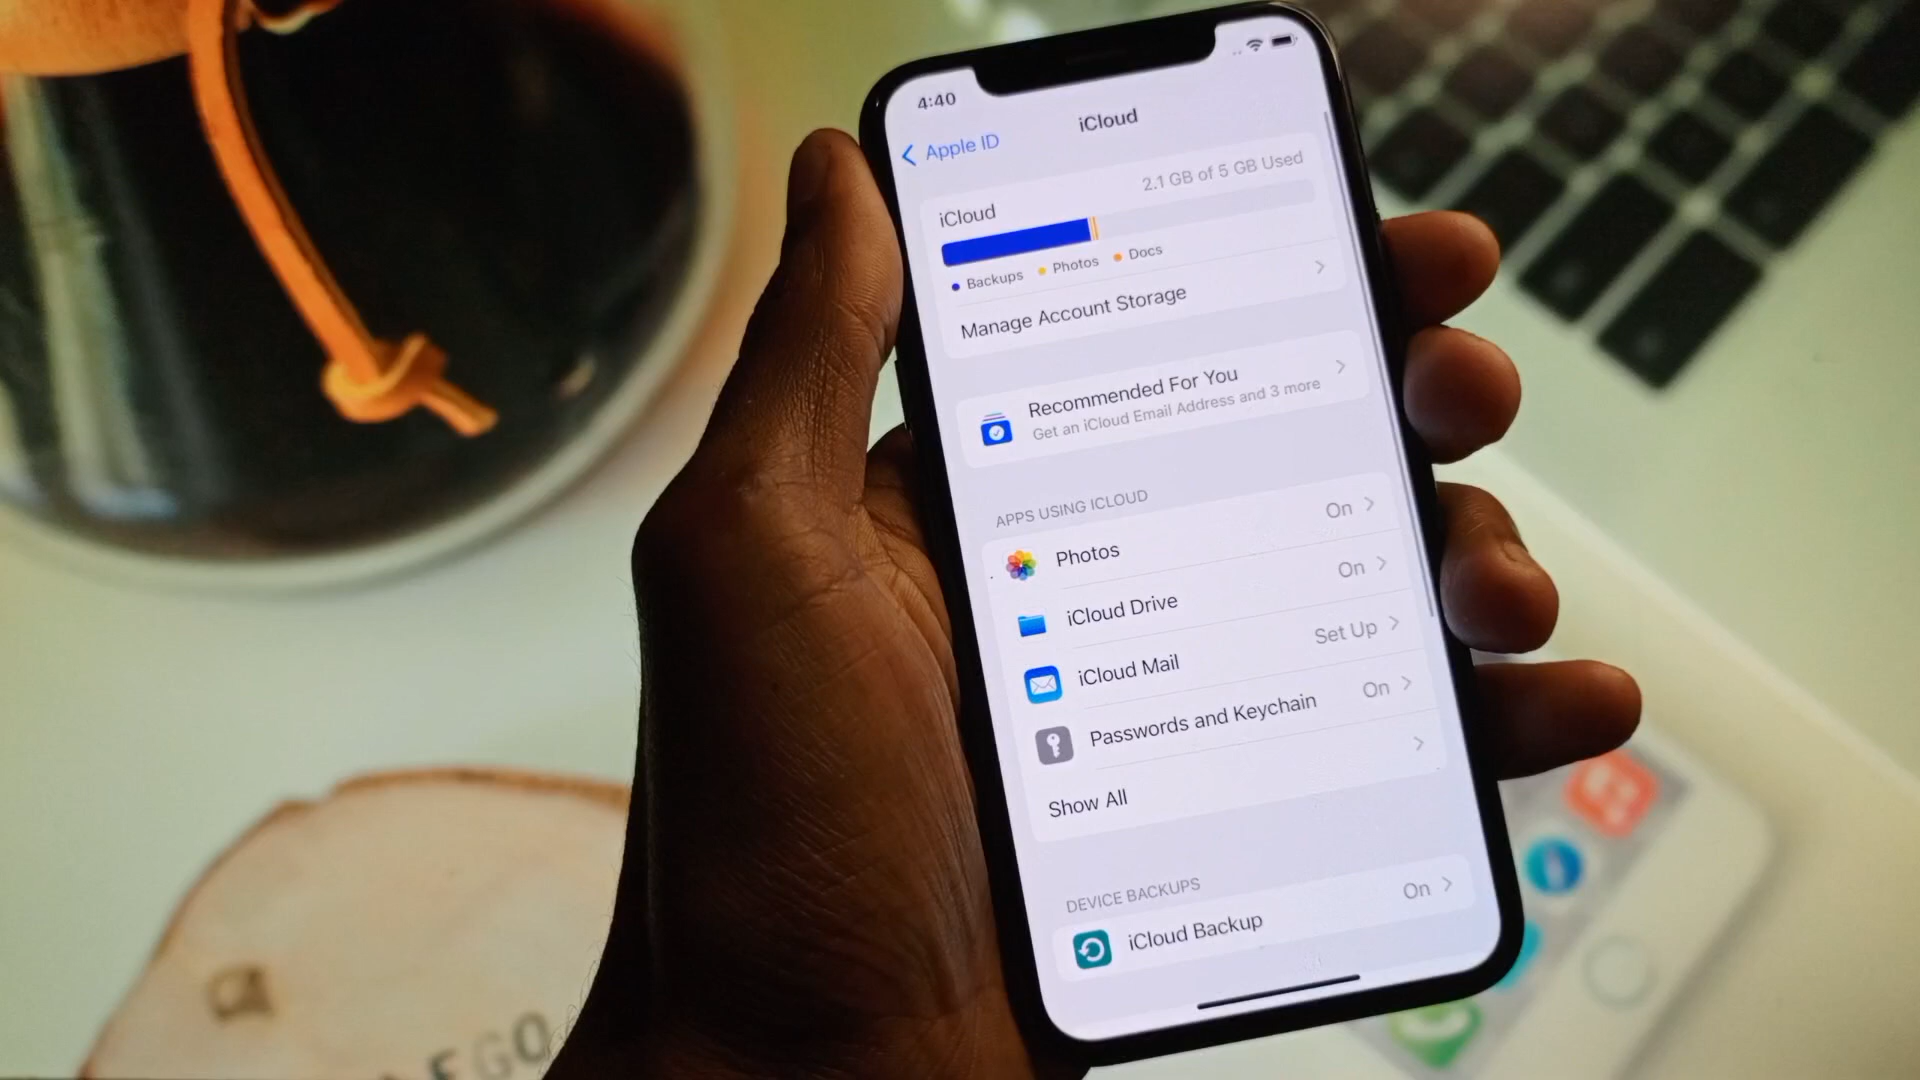 4:40
Apple ID
iCloud
2.1 GB of 5 GB Used
iCloud
Backups Photos Docs
Manage Account Storage
Recommended For You
Get an iCloud Email Address and 3 more
APPS USING ICLOUD
Photos On
iCloud Drive On
iCloud Mail Set Up
Passwords and Keychain On
Show All
DEVICE BACKUPS
iCloud Backup On